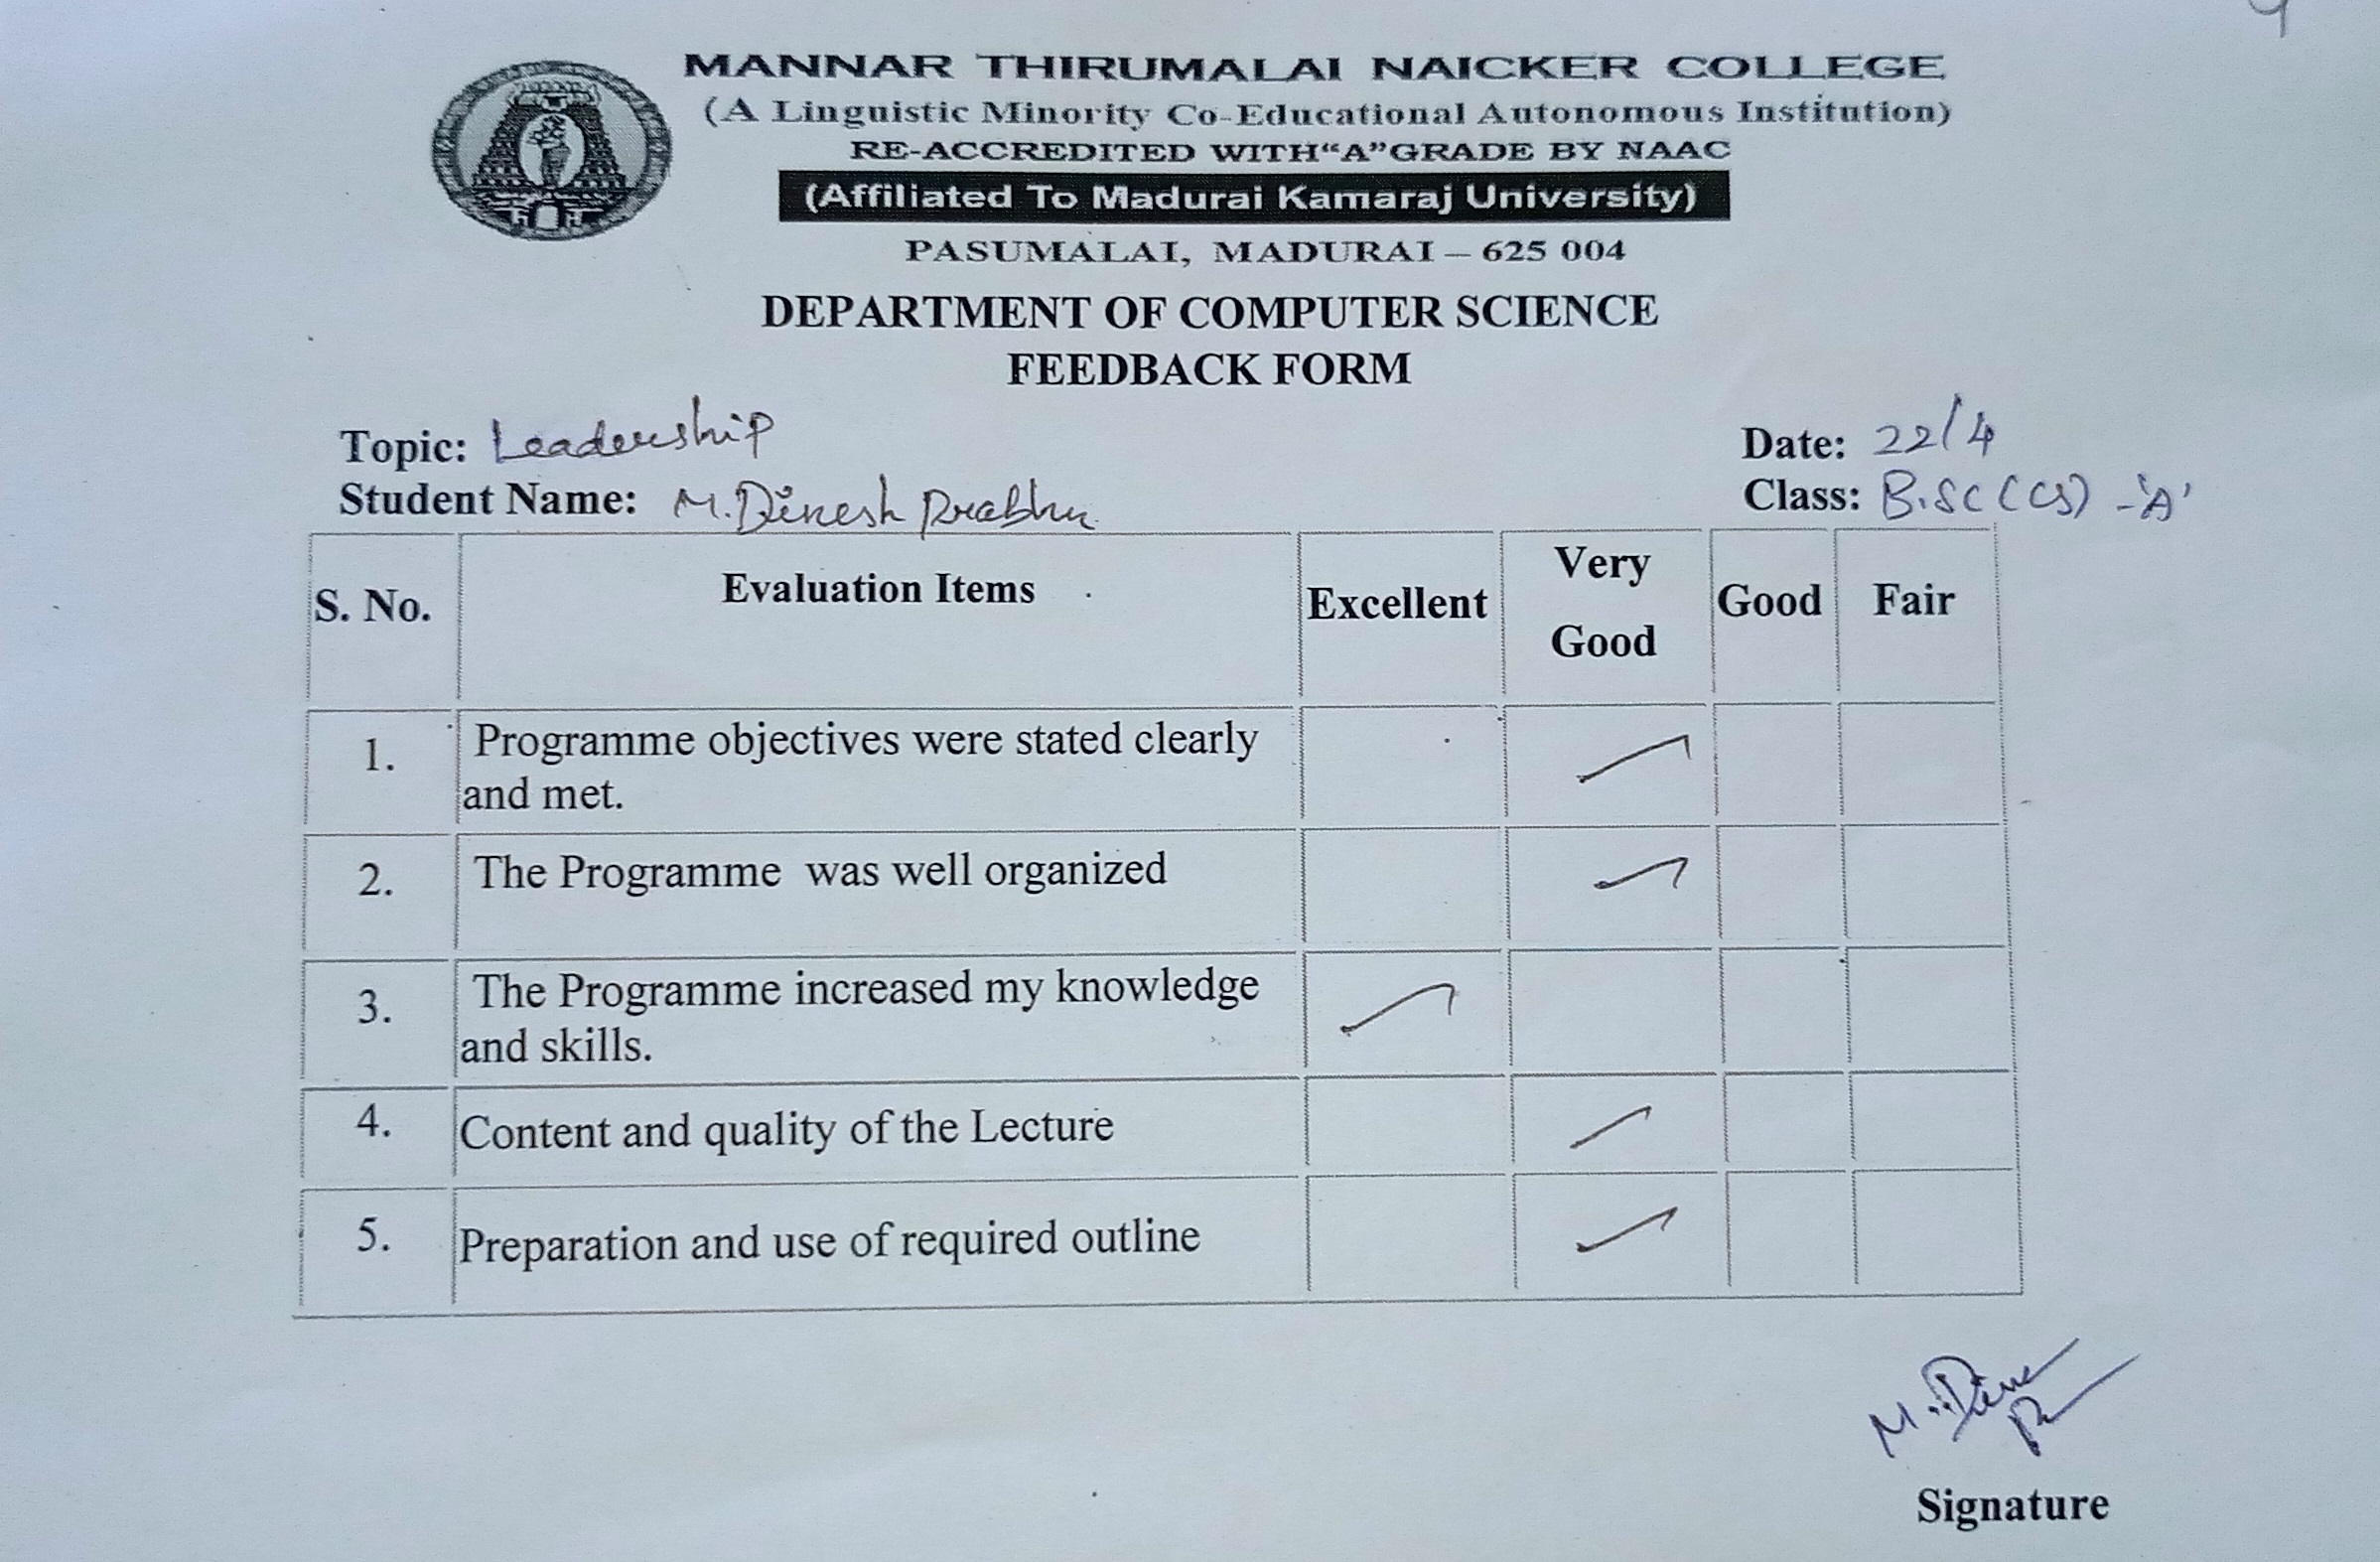 MANNAR THIRUMALAI NAICKER COLLEGE
(A Linguistic Minority Co-Educational Autonomous Institution)
RE-ACCREDITED WITH“A”GRADE BY NAAC
(Affiliated To Madurai Kamaraj University)
PASUMALAI, MADURAI – 625 004
DEPARTMENT OF COMPUTER SCIENCE
FEEDBACK FORM
Topic: Leadership Date: 22/4
Student Name: M.Dinesh Prabhu Class: B.SC (CS) -'A'
S. No. Evaluation Items Excellent Very Good Good Fair
1. Programme objectives were stated clearly
and met.
2. The Programme was well organized
3. The Programme increased my knowledge
and skills.
4. Content and quality of the Lecture
5. Preparation and use of required outline
Signature